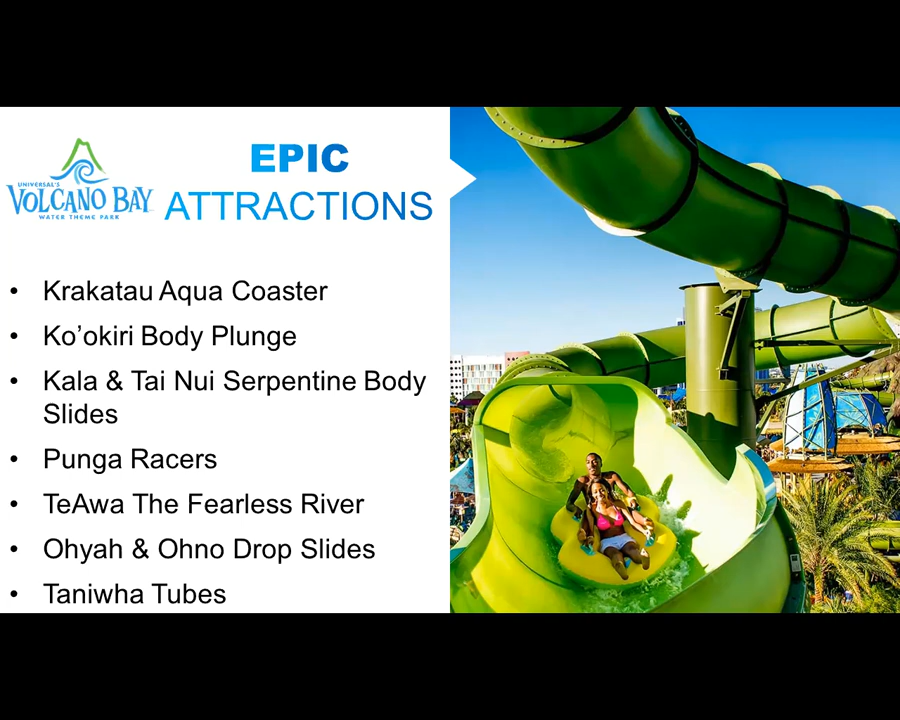 UNIVERSAL'S
VOLCANO BAY
WATER THEME PARK
EPIC
ATTRACTIONS
• Krakatau Aqua Coaster
• Ko’okiri Body Plunge
• Kala & Tai Nui Serpentine Body
Slides
• Punga Racers
• TeAwa The Fearless River
• Ohyah & Ohno Drop Slides
• Taniwha Tubes